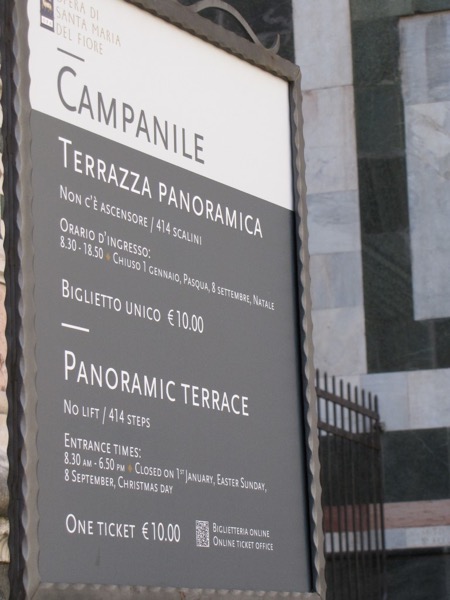 OPERA DI
SANTA MARIA
DEL FIORE
CAMPANILE
TERRAZZA PANORAMICA
NON C'È ASCENSORE / 414 SCALINI
ORARIO D'INGRESSO:
8.30 - 18.50 • CHIUSO 1 GENNAIO, PASQUA, 8 SETTEMBRE, NATALE
BIGLIETTO UNICO € 10.00
PANORAMIC TERRACE
NO LIFT / 414 STEPS
ENTRANCE TIMES:
8.30 AM - 6.50 PM • CLOSED ON 1ST JANUARY, EASTER SUNDAY,
8 SEPTEMBER, CHRISTMAS DAY
ONE TICKET € 10.00
BIGLIETTERIA ONLINE
ONLINE TICKET OFFICE